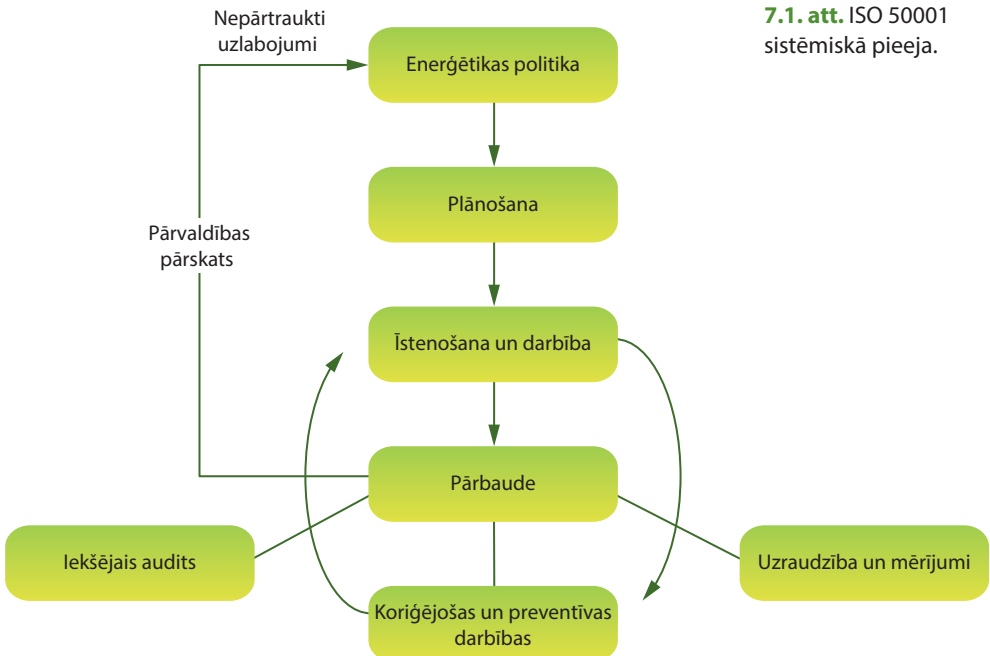 Nepārtraukti
uzlabojumi
7.1. att. ISO 50001
sistēmiskā pieeja.
Enerģētikas politika
Plānošana
Pārvaldības
pārskats
Īstenošana un darbība
Pārbaude
Iekšējais audits
Uzraudzība un mērījumi
Koriģējošas un preventīvas
darbības